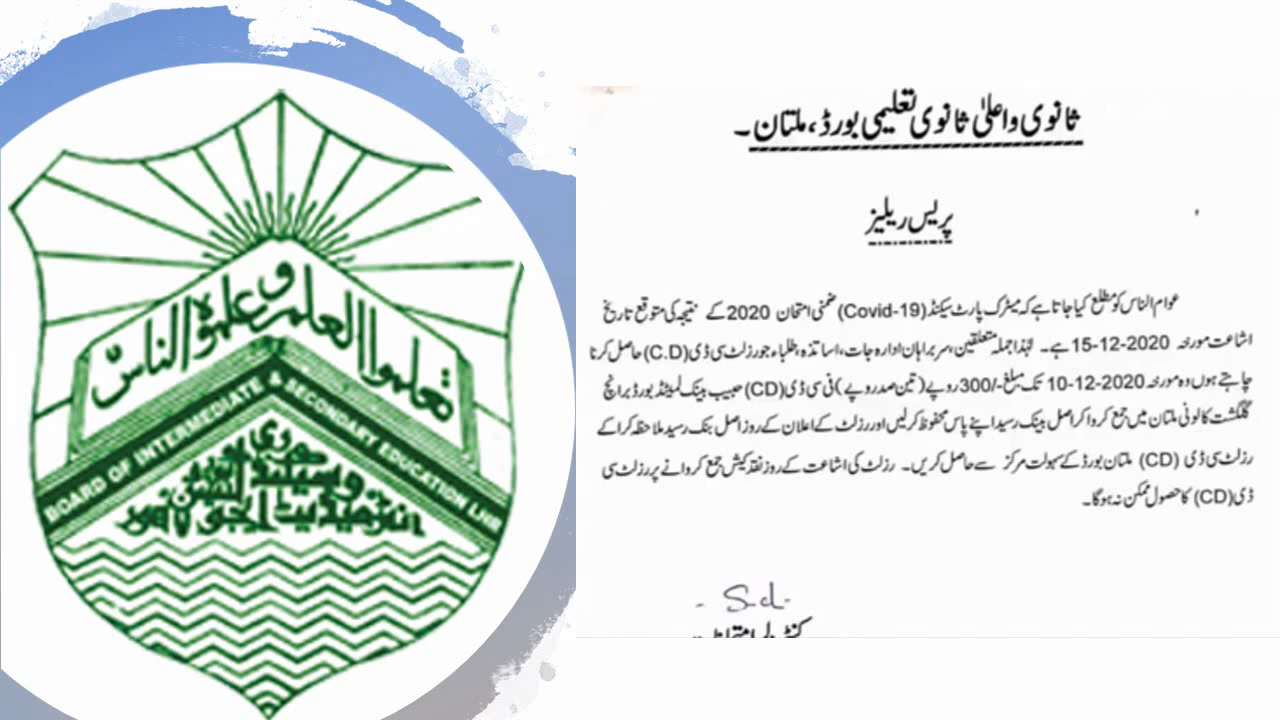 تعلموا العلم و علموہ الناس
BOARD OF INTERMEDIATE & SECONDARY EDUCATION LHR
ثانوی و اعلیٰ ثانوی تعلیمی بورڈ، ملتان۔
پریس ریلیز
عوام الناس کو مطلع کیا جاتا ہے کہ میٹرک پارٹ سیکنڈ (Covid-19) ضمنی امتحان 2020 کے نتیجہ کی متوقع تاریخ
اشاعت مورخہ 15-12-2020 ہے۔ لہٰذا جملہ متعلقین، سربراہان ادارہ جات، اساتذہ، طلباء، جو رزلٹ سی ڈی (C.D) حاصل کرنا
چاہتے ہوں وہ مورخہ 10-12-2020 تک مبلغ -/300 روپے (تین صد روپے) فی سی ڈی (CD) حبیب بینک لمیٹڈ بورڈ برانچ
گلگشت کالونی ملتان میں جمع کروا کر اصل بینک رسید اپنے پاس محفوظ کر لیں اور رزلٹ کے اعلان کے روز اصل بنک رسید ملاحظہ کرا کے
رزلٹ سی ڈی (CD) ملتان بورڈ کے سہولت مرکز سے حاصل کریں۔ رزلٹ کی اشاعت کے روز نقد کیش جمع کروانے پر رزلٹ سی
ڈی (CD) کا حصول ممکن نہ ہوگا۔
- Sd -